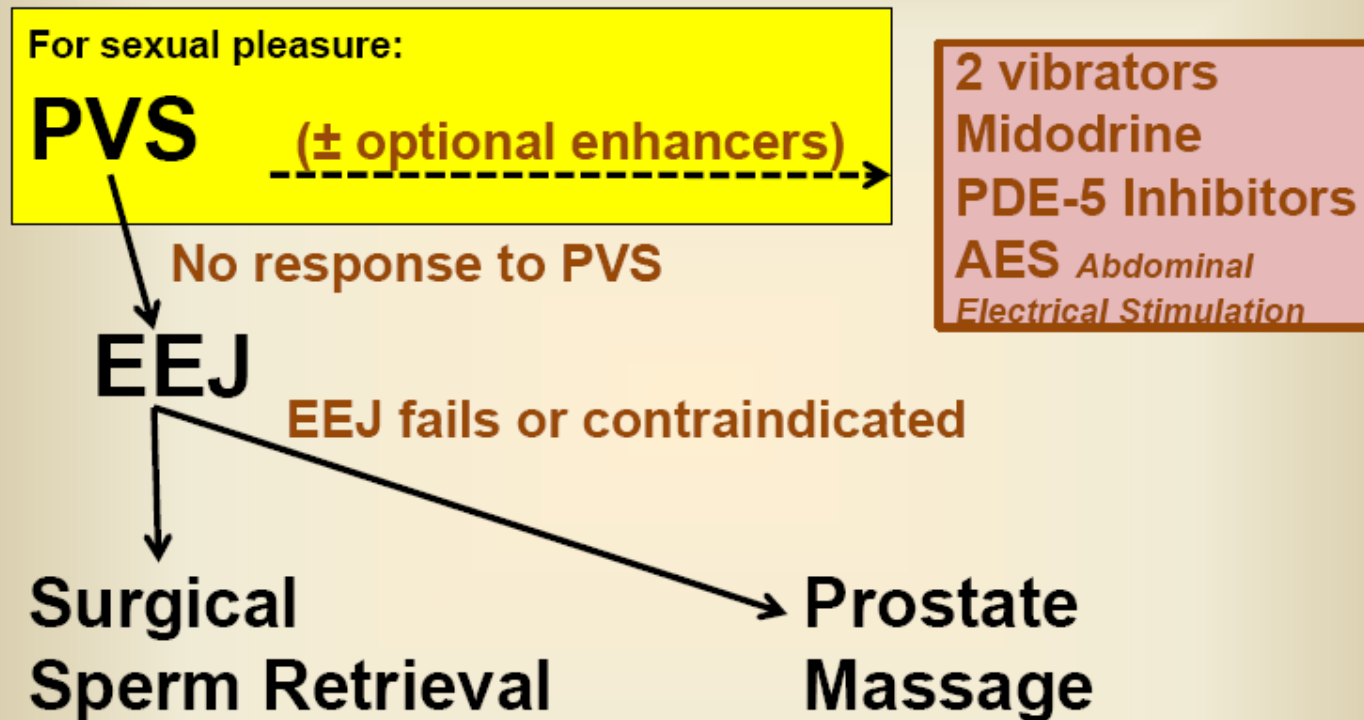 For sexual pleasure:
PVS
(± optional enhancers)
2 vibrators
Midodrine
PDE-5 Inhibitors
AES Abdominal
Electrical Stimulation
No response to PVS
EEJ
EEJ fails or contraindicated
Surgical
Sperm Retrieval
Prostate
Massage